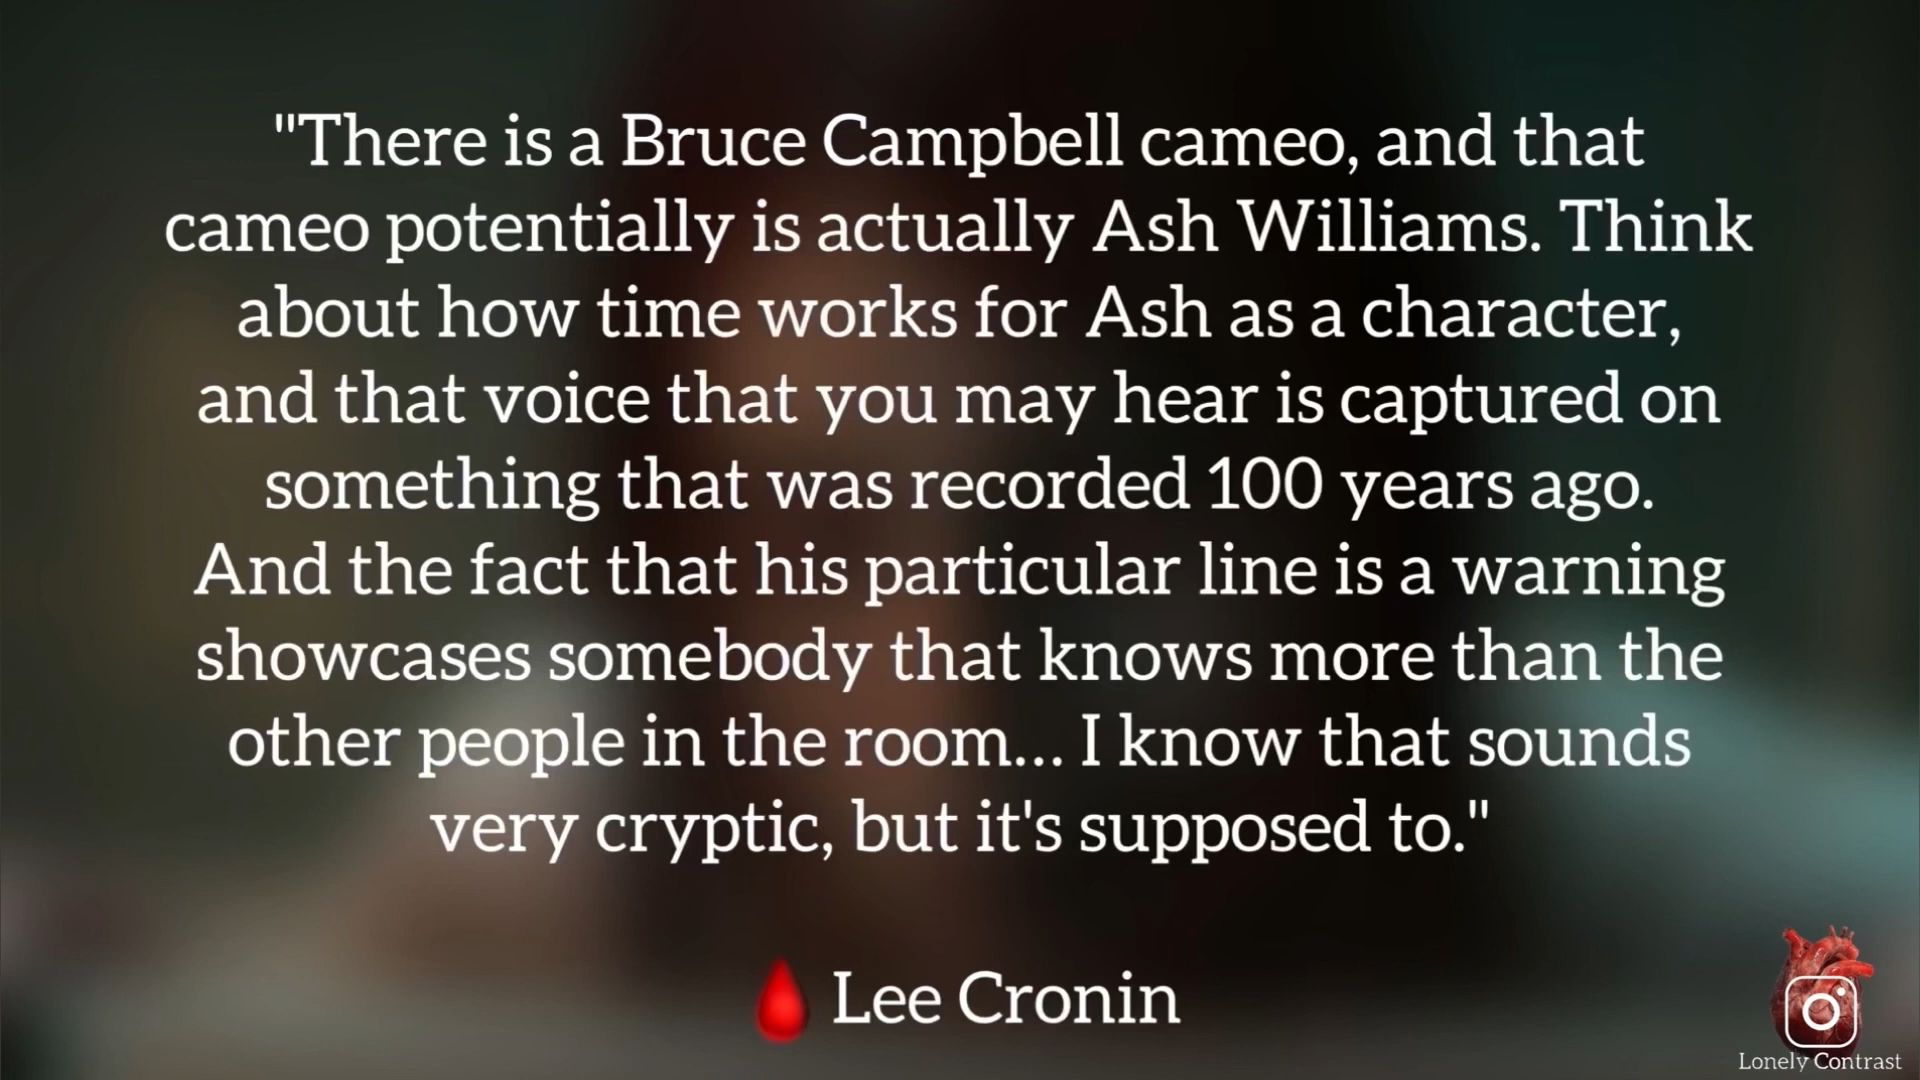 "There is a Bruce Campbell cameo, and that
cameo potentially is actually Ash Williams. Think
about how time works for Ash as a character,
and that voice that you may hear is captured on
something that was recorded 100 years ago.
And the fact that his particular line is a warning
showcases somebody that knows more than the
other people in the room... I know that sounds
very cryptic, but it's supposed to."
Lee Cronin
Lonely Contrast